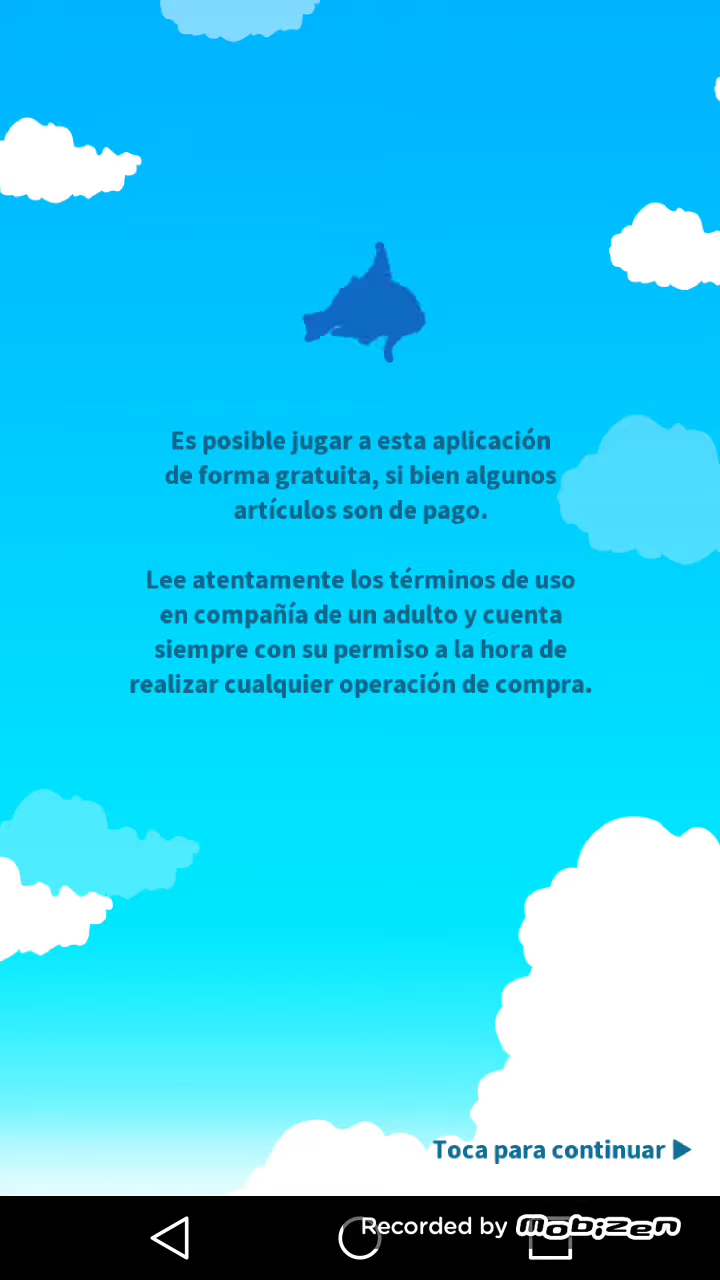 Es posible jugar a esta aplicación
de forma gratuita, si bien algunos
artículos son de pago.
Lee atentamente los términos de uso
en compañía de un adulto y cuenta
siempre con su permiso a la hora de
realizar cualquier operación de compra.
Toca para continuar
Recorded by Mobizen